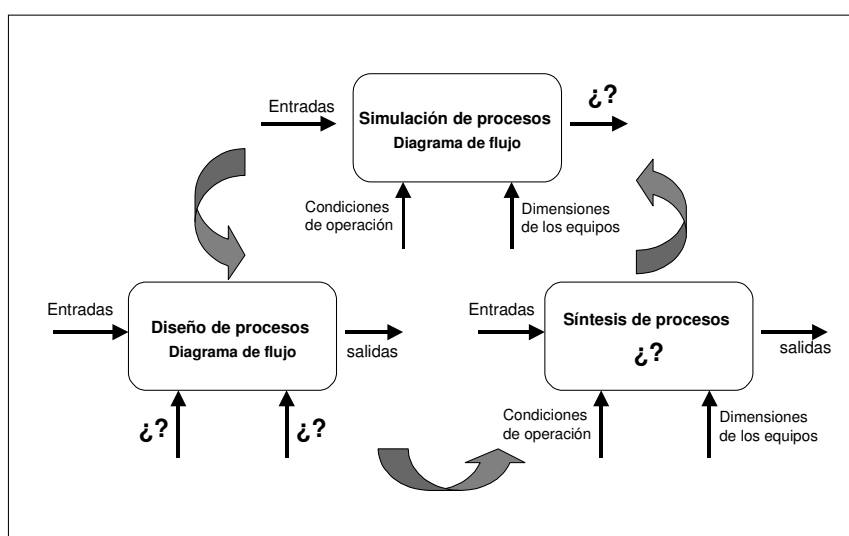 ¿?
Entradas
Simulación de procesos
Diagrama de flujo
Condiciones
de operación
Dimensiones
de los equipos
Entradas
Diseño de procesos
Diagrama de flujo
salidas
¿?
¿?
Entradas
Síntesis de procesos
¿?
salidas
Condiciones
de operación
Dimensiones
de los equipos